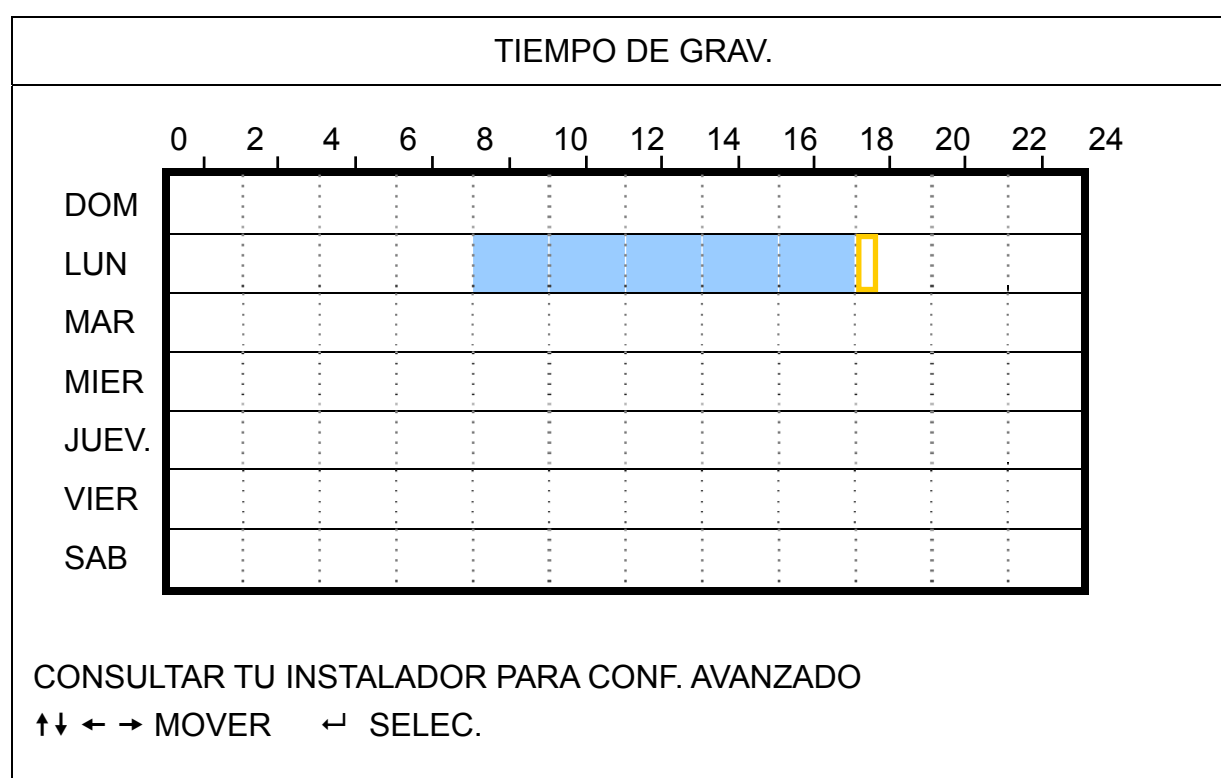 TIEMPO DE GRAV.
0 2 4 6 8 10 12 14 16 18 20 22 24
DOM
LUN
MAR
MIER
JUEV.
VIER
SAB
CONSULTAR TU INSTALADOR PARA CONF. AVANZADO
↑↓ ← → MOVER ↵ SELEC.